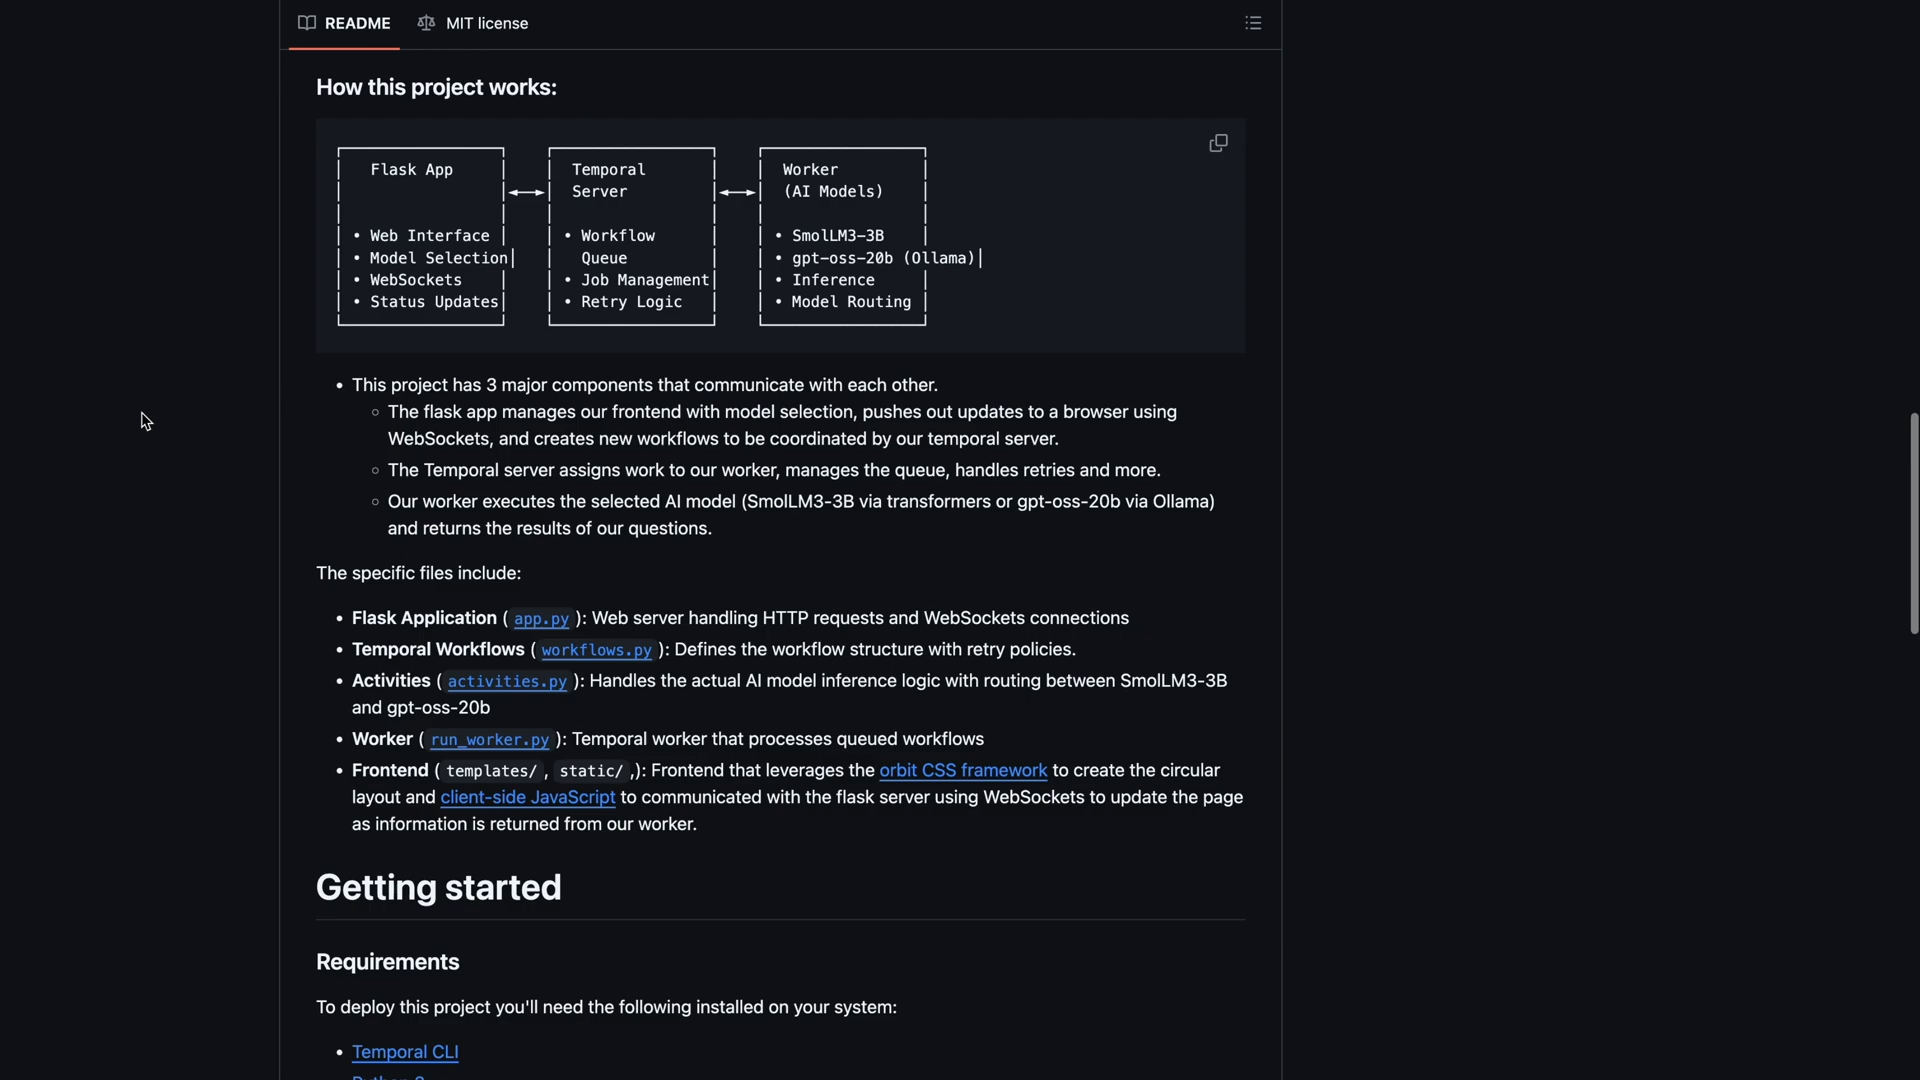 README MIT license
How this project works:
Flask App Temporal Worker
Server (AI Models)
• Web Interface • Workflow • SmolLM3-3B
• Model Selection Queue • gpt-oss-20b (Ollama)
• WebSockets • Job Management • Inference
• Status Updates • Retry Logic • Model Routing
• This project has 3 major components that communicate with each other.
◦ The flask app manages our frontend with model selection, pushes out updates to a browser using
WebSockets, and creates new workflows to be coordinated by our temporal server.
◦ The Temporal server assigns work to our worker, manages the queue, handles retries and more.
◦ Our worker executes the selected AI model (SmolLM3-3B via transformers or gpt-oss-20b via Ollama)
and returns the results of our questions.
The specific files include:
• Flask Application ( app.py ): Web server handling HTTP requests and WebSockets connections
• Temporal Workflows ( workflows.py ): Defines the workflow structure with retry policies.
• Activities ( activities.py ): Handles the actual AI model inference logic with routing between SmolLM3-3B
and gpt-oss-20b
• Worker ( run_worker.py ): Temporal worker that processes queued workflows
• Frontend ( templates/ , static/ ,): Frontend that leverages the orbit CSS framework to create the circular
layout and client-side JavaScript to communicated with the flask server using WebSockets to update the page
as information is returned from our worker.
Getting started
Requirements
To deploy this project you'll need the following installed on your system:
• Temporal CLI